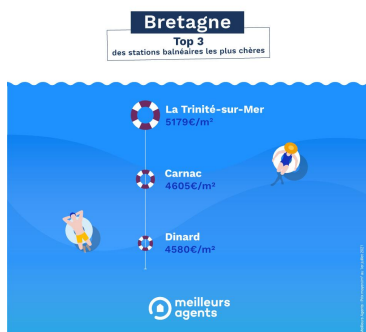 Bretagne
Top 3
des stations balnéaires les plus chères
La Trinité-sur-Mer
5179€/m²
Carnac
4605€/m²
Dinard
4580€/m²
meilleurs
agents